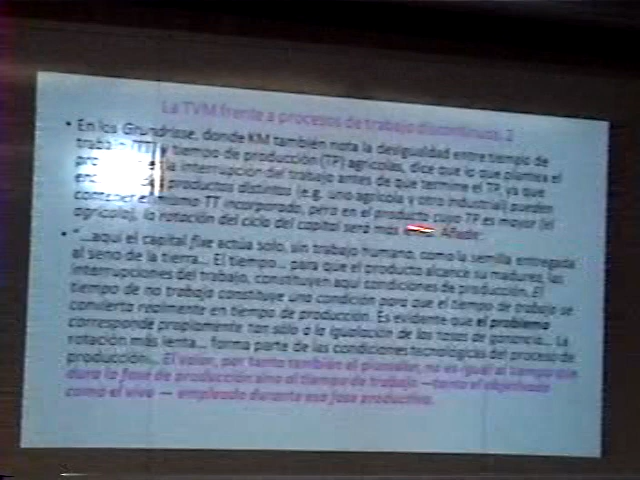 La TVM frente a procesos de trabajo discontinuos. 2
• En los Grundrisse, donde KM también nota la desigualdad entre tiempo de
trabajo (TT) y tiempo de producción (TP) agrícolas, dice que lo que plantea el
la interrupción del trabajo antes de que termine el TP, ya que
productos distintos (e.g. uno agrícola y otro industrial) pueden
contener el mismo TT incorporado, pero en el producto cuyo TP es mayor (el
agrícola), la rotación del ciclo del capital será más
• "...aquí el capital fixe actúa solo, sin trabajo humano, como la semilla entregada
al seno de la tierra... El tiempo... para que el producto alcance su madurez, las
interrupciones del trabajo, constituyen aquí condiciones de producción. El
tiempo de no trabajo constituye una condición para que el tiempo de trabajo se
convierta realmente en tiempo de producción. Es evidente que el problema
corresponde propiamente tan sólo a la igualación de las tasas de ganancia... La
rotación más lenta... forma parte de las condiciones tecnológicas del proceso de
producción... El valor, por tanto también el plusvalor, no es igual al tiempo que
dura la fase de producción sino al tiempo de trabajo —tanto el objetivado
como el vivo — empleado durante esa fase productiva.